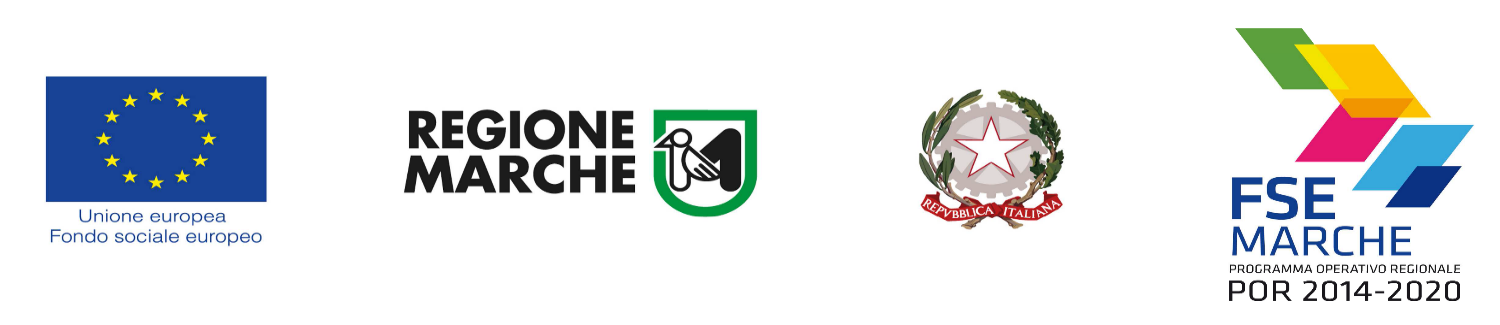 Unione europea
Fondo sociale europeo
REGIONE
MARCHE
REPVBBLICA ITALIANA
FSE
MARCHE
PROGRAMMA OPERATIVO REGIONALE
POR 2014-2020